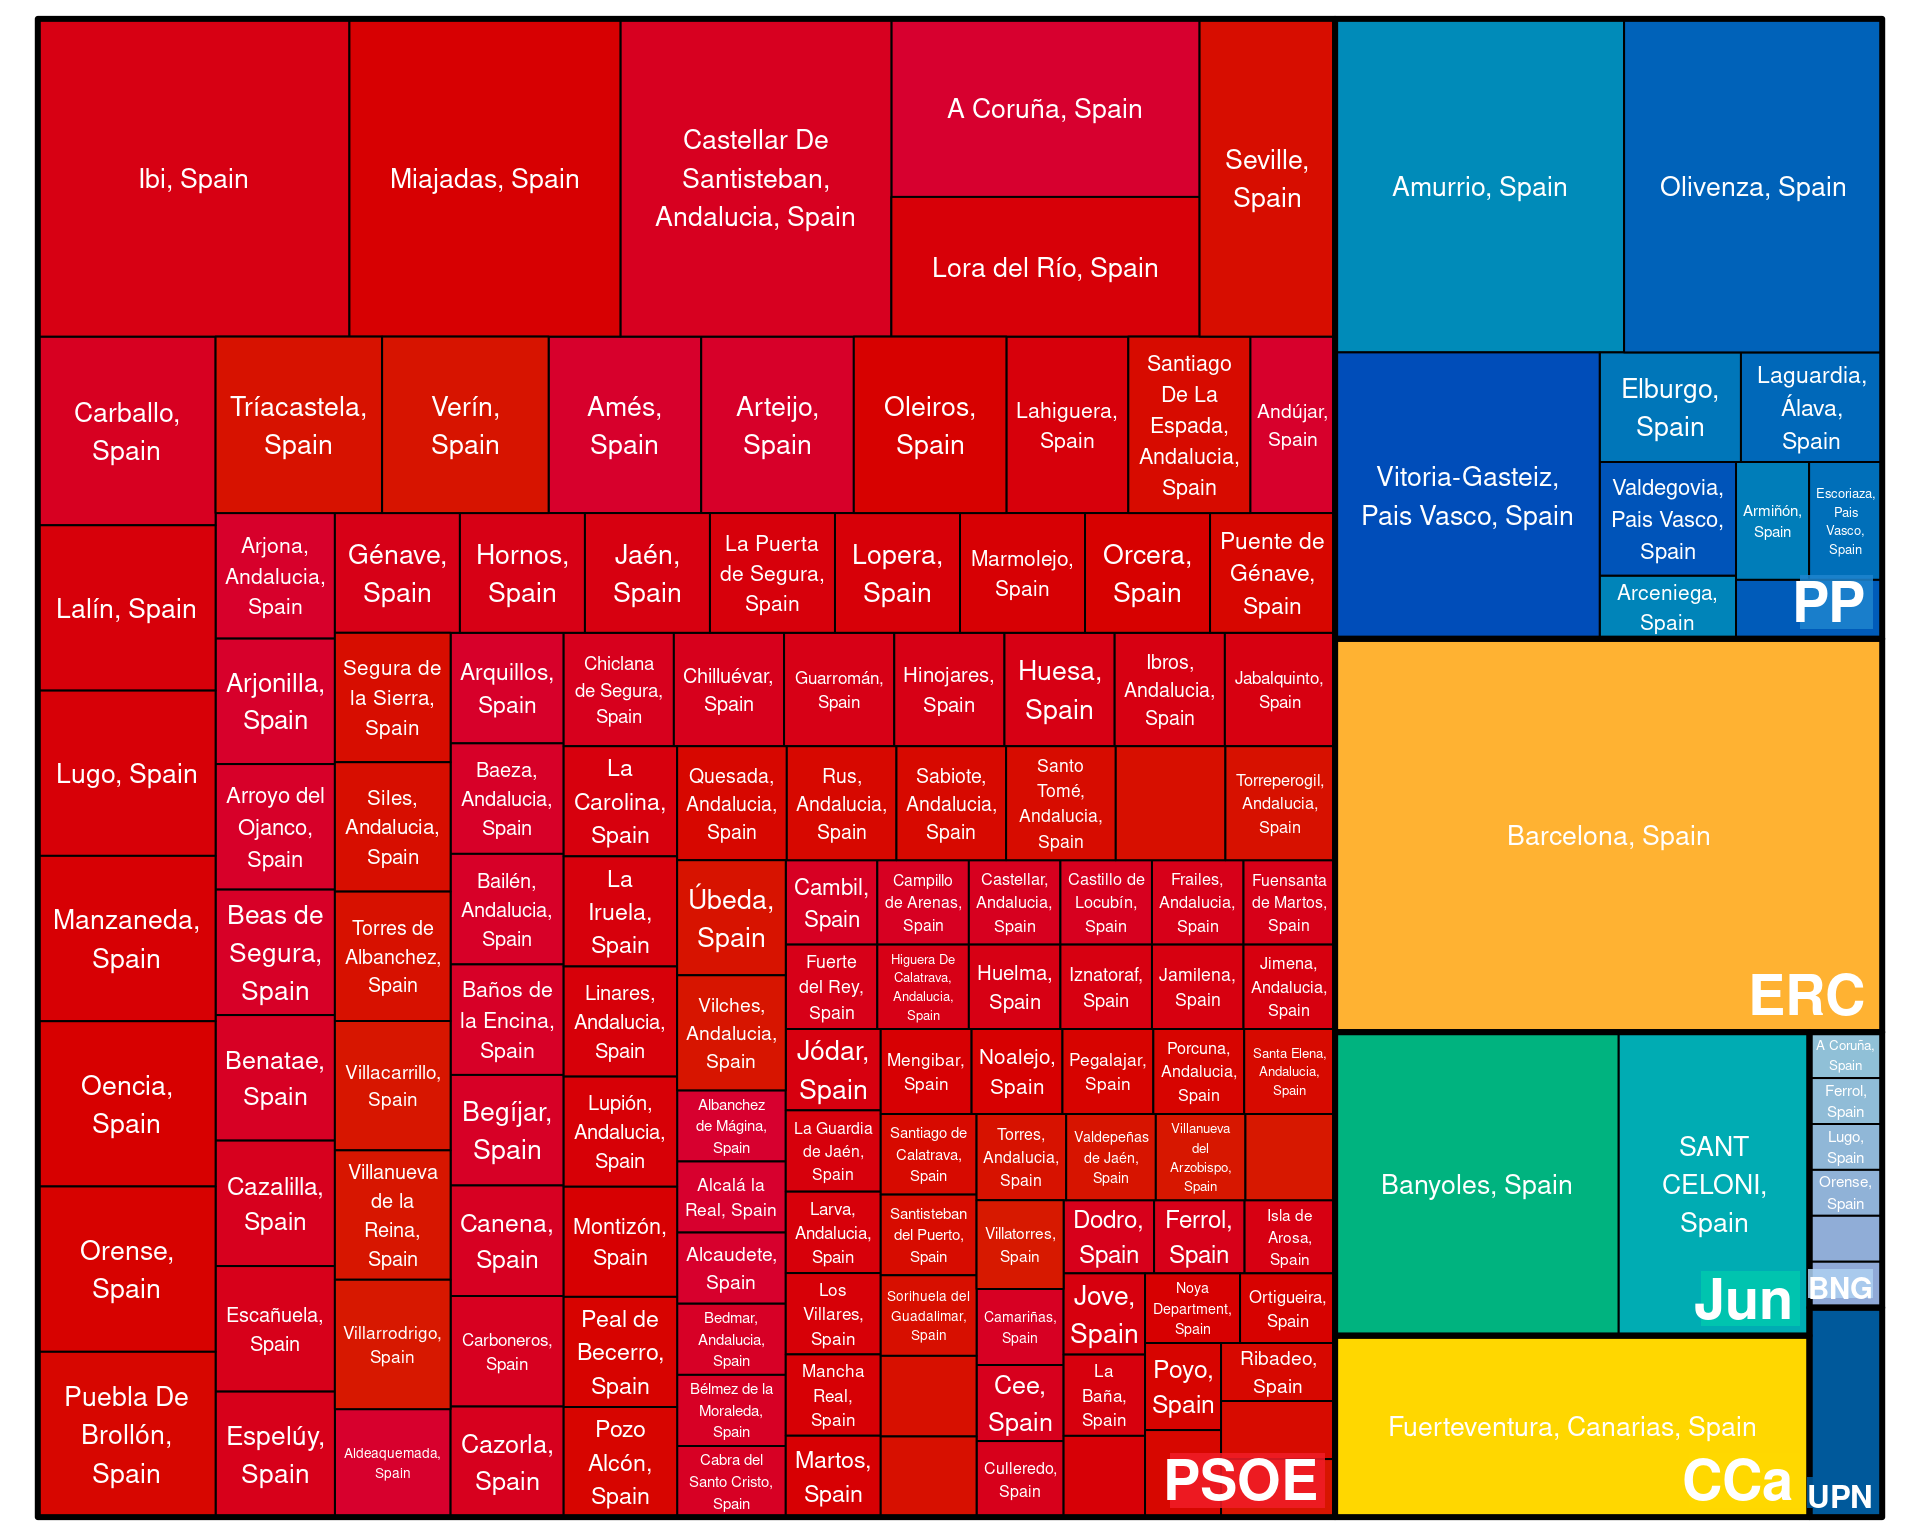 Ibi, Spain
Miajadas, Spain
Castellar De
Santisteban,
Andalucia, Spain
A Coruña, Spain
Lora del Río, Spain
Seville,
Spain
Carballo,
Spain
Tríacastela,
Spain
Verín,
Spain
Amés,
Spain
Arteijo,
Spain
Oleiros,
Spain
Lahiguera,
Spain
Santiago
De La
Espada,
Andalucia,
Spain
Andújar,
Spain
Lalín, Spain
Lugo, Spain
Manzaneda,
Spain
Oencia,
Spain
Orense,
Spain
Puebla De
Brollón,
Spain
Arjona,
Andalucia,
Spain
Génave,
Spain
Hornos,
Spain
Jaén,
Spain
La Puerta
de Segura,
Spain
Lopera,
Spain
Marmolejo,
Spain
Orcera,
Spain
Puente de
Génave,
Spain
Arjonilla,
Spain
Arroyo del
Ojanco,
Spain
Beas de
Segura,
Spain
Benatae,
Spain
Cazalilla,
Spain
Escañuela,
Spain
Espelúy,
Spain
Segura de
la Sierra,
Spain
Siles,
Andalucia,
Spain
Torres de
Albanchez,
Spain
Villacarrillo,
Spain
Villanueva
de la
Reina,
Spain
Villarrodrigo,
Spain
Aldeaquemada,
Spain
Arquillos,
Spain
Baeza,
Andalucia,
Spain
Bailén,
Andalucia,
Spain
Baños de
la Encina,
Spain
Begíjar,
Spain
Canena,
Spain
Carboneros,
Spain
Cazorla,
Spain
Chiclana
de Segura,
Spain
Chilluévar,
Spain
Guarromán,
Spain
Hinojares,
Spain
Huesa,
Spain
Ibros,
Andalucia,
Spain
Jabalquinto,
Spain
La
Carolina,
Spain
La
Iruela,
Spain
Linares,
Andalucia,
Spain
Lupión,
Andalucia,
Spain
Montizón,
Spain
Peal de
Becerro,
Spain
Pozo
Alcón,
Spain
Quesada,
Andalucia,
Spain
Rus,
Andalucia,
Spain
Sabiote,
Andalucia,
Spain
Santo
Tomé,
Andalucia,
Spain
Torreperogil,
Andalucia,
Spain
Úbeda,
Spain
Vilches,
Andalucia,
Spain
Albanchez
de Mágina,
Spain
Alcalá la
Real, Spain
Alcaudete,
Spain
Bedmar,
Andalucia,
Spain
Bélmez de la
Moraleda,
Spain
Cabra del
Santo Cristo,
Spain
Cambil,
Spain
Campillo
de Arenas,
Spain
Castellar,
Andalucia,
Spain
Castillo de
Locubín,
Spain
Frailes,
Andalucia,
Spain
Fuensanta
de Martos,
Spain
Fuerte
del Rey,
Spain
Higuera De
Calatrava,
Andalucia,
Spain
Huelma,
Spain
Iznatoraf,
Spain
Jamilena,
Spain
Jimena,
Andalucia,
Spain
Jódar,
Spain
La Guardia
de Jaén,
Spain
Larva,
Andalucia,
Spain
Los
Villares,
Spain
Mancha
Real,
Spain
Martos,
Spain
Mengibar,
Spain
Noalejo,
Spain
Pegalajar,
Spain
Porcuna,
Andalucia,
Spain
Santa Elena,
Andalucia,
Spain
Santiago de
Calatrava,
Spain
Santisteban
del Puerto,
Spain
Sorihuela del
Guadalimar,
Spain
Torres,
Andalucia,
Spain
Valdepeñas
de Jaén,
Spain
Villanueva
del
Arzobispo,
Spain
Villatorres,
Spain
Camariñas,
Spain
Cee,
Spain
Culleredo,
Spain
Dodro,
Spain
Ferrol,
Spain
Isla de
Arosa,
Spain
Jove,
Spain
La
Baña,
Spain
Noya
Department,
Spain
Ortigueira,
Spain
Poyo,
Spain
Ribadeo,
Spain
PSOE
Amurrio, Spain
Olivenza, Spain
Vitoria-Gasteiz,
Pais Vasco, Spain
Elburgo,
Spain
Laguardia,
Álava,
Spain
Valdegovia,
Pais Vasco,
Spain
Armiñón,
Spain
Escoriaza,
Pais
Vasco,
Spain
Arceniega,
Spain
PP
Barcelona, Spain
ERC
Banyoles, Spain
SANT
CELONI,
Spain
Jun
A Coruña,
Spain
Ferrol,
Spain
Lugo,
Spain
Orense,
Spain
BNG
Fuerteventura, Canarias, Spain
CCa
UPN